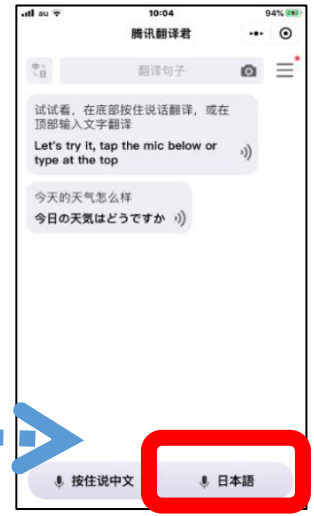 au 10:04 94%
腾讯翻译君
中
日 翻译句子
试试看，在底部按住说话翻译，或在
顶部输入文字翻译
Let's try it, tap the mic below or
type at the top
今天的天气怎么样
今日の天気はどうですか
按住说中文 日本語